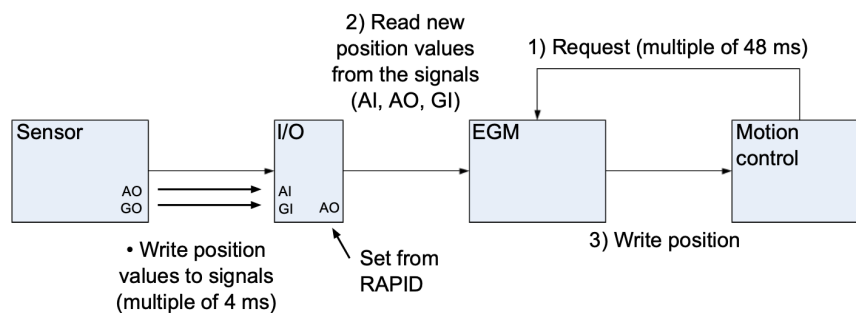 2) Read new
position values
from the signals
(AI, AO, GI)
1) Request (multiple of 48 ms)
Sensor
I/O
EGM
Motion
control
AO
GO
AI
GI
AO
• Write position
values to signals
(multiple of 4 ms)
Set from
RAPID
3) Write position